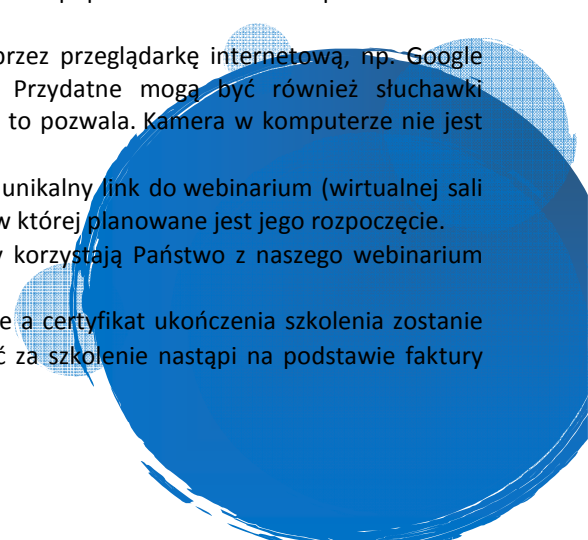 przez przeglądarkę internetową, np. Google
Przydatne mogą być również słuchawki
to pozwala. Kamera w komputerze nie jest
unikalny link do webinarium (wirtualnej sali
w której planowane jest jego rozpoczęcie.
korzystają Państwo z naszego webinarium
e a certyfikat ukończenia szkolenia zostanie
ć za szkolenie nastąpi na podstawie faktury